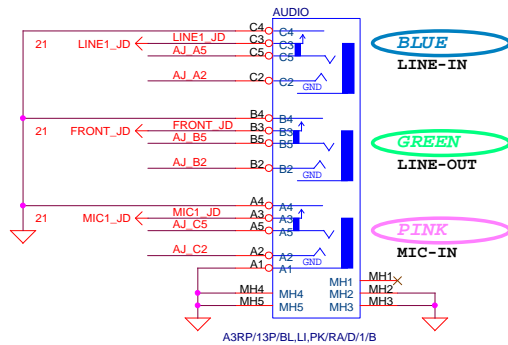 AUDIO
C4 C4
21 LINE1_JD LINE1_JD C3 C3
AJ_A5 C5 C5
AJ_A2 C2 C2
GND
BLUE
LINE-IN
B4 B4
21 FRONT_JD FRONT_JD B3 B3
AJ_B5 B5 B5
AJ_B2 B2 B2
GND
GREEN
LINE-OUT
A4 A4
21 MIC1_JD MIC1_JD A3 A3
AJ_C5 A5 A5
AJ_C2 A2 A2
GND
A1 A1
PINK
MIC-IN
MH1 MH1
MH4 MH4 MH2 MH2
MH5 MH5 MH3 MH3
A3RP/13P/BL,LI,PK/RA/D/1/B